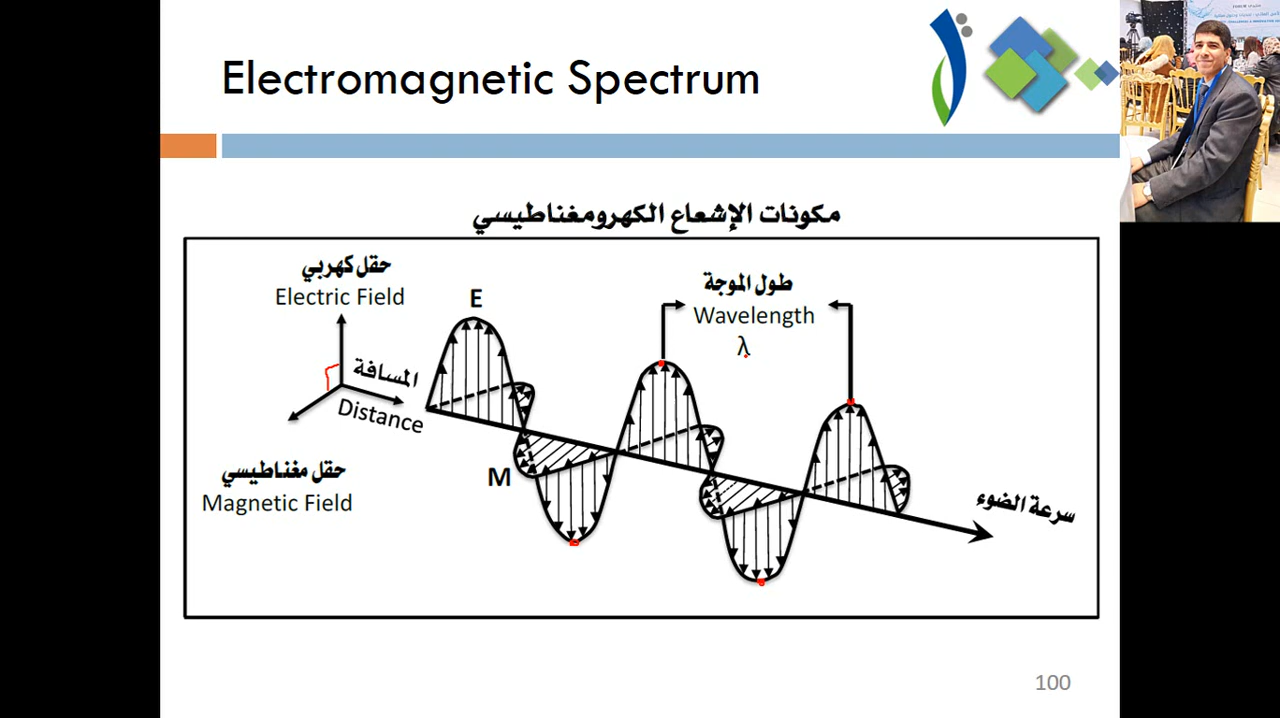 Electromagnetic Spectrum
مكونات الإشعاع الكهرومغناطيسي
حقل كهربي
Electric Field
E
طول الموجة
Wavelength
λ
المسافة
Distance
M
حقل مغناطيسي
Magnetic Field
سرعة الضوء
100